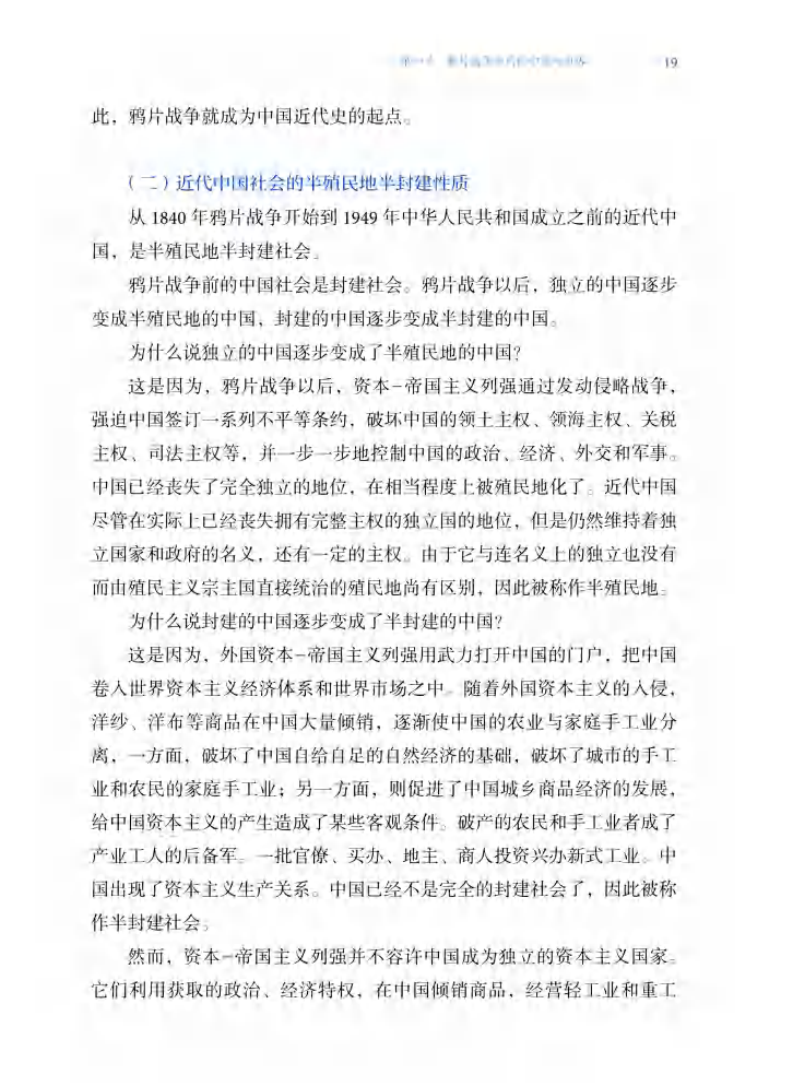 19
此，鸦片战争就成为中国近代史的起点。
（二）近代中国社会的半殖民地半封建性质
从 1840 年鸦片战争开始到 1949 年中华人民共和国成立之前的近代中
国，是半殖民地半封建社会。
鸦片战争前的中国社会是封建社会。鸦片战争以后，独立的中国逐步
变成半殖民地的中国，封建的中国逐步变成半封建的中国。
为什么说独立的中国逐步变成了半殖民地的中国?
这是因为，鸦片战争以后，资本-帝国主义列强通过发动侵略战争，
强迫中国签订一系列不平等条约，破坏中国的领土主权、领海主权、关税
主权、司法主权等，并一步一步地控制中国的政治、经济、外交和军事。
中国已经丧失了完全独立的地位，在相当程度上被殖民地化了。近代中国
尽管在实际上已经丧失拥有完整主权的独立国的地位，但是仍然维持着独
立国家和政府的名义，还有一定的主权。由于它与连名义上的独立也没有
而由殖民主义宗主国直接统治的殖民地尚有区别，因此被称作半殖民地。
为什么说封建的中国逐步变成了半封建的中国?
这是因为，外国资本-帝国主义列强用武力打开中国的门户，把中国
卷入世界资本主义经济体系和世界市场之中。随着外国资本主义的入侵，
洋纱、洋布等商品在中国大量倾销，逐渐使中国的农业与家庭手工业分
离，一方面，破坏了中国自给自足的自然经济的基础，破坏了城市的手工
业和农民的家庭手工业；另一方面，则促进了中国城乡商品经济的发展，
给中国资本主义的产生造成了某些客观条件。破产的农民和手工业者成了
产业工人的后备军。一批官僚、买办、地主、商人投资兴办新式工业。中
国出现了资本主义生产关系。中国已经不是完全的封建社会了，因此被称
作半封建社会。
然而，资本-帝国主义列强并不容许中国成为独立的资本主义国家。
它们利用获取的政治、经济特权，在中国倾销商品，经营轻工业和重工